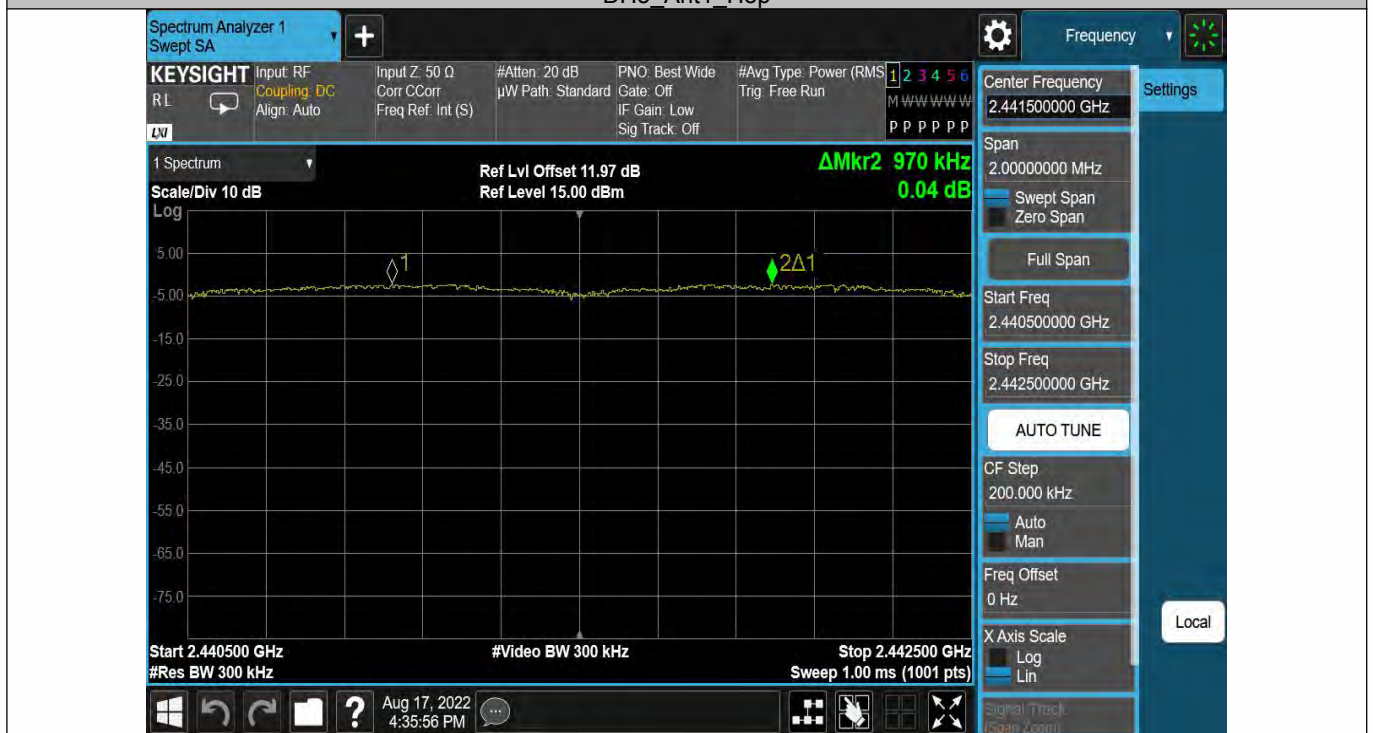 Spectrum Analyzer 1
Swept SA
+
Frequency
KEYSIGHT
RL
LXI
Input: RF
Coupling: DC
Align: Auto
Input Z: 50 Ω
Corr CCorr
Freq Ref: Int (S)
#Atten: 20 dB
µW Path: Standard
PNO: Best Wide
Gate: Off
IF Gain: Low
Sig Track: Off
#Avg Type: Power (RMS
Trig: Free Run
1 2 3 4 5 6
M W W W W W
P P P P P P
1 Spectrum
Scale/Div 10 dB
Log
Ref Lvl Offset 11.97 dB
Ref Level 15.00 dBm
ΔMkr2 970 kHz
0.04 dB
5.00
-5.00
-15.0
-25.0
-35.0
-45.0
-55.0
-65.0
-75.0
1
2Δ1
Start 2.440500 GHz
#Res BW 300 kHz
#Video BW 300 kHz
Stop 2.442500 GHz
Sweep 1.00 ms (1001 pts)
Center Frequency
2.441500000 GHz
Settings
Span
2.00000000 MHz
Swept Span
Zero Span
Full Span
Start Freq
2.440500000 GHz
Stop Freq
2.442500000 GHz
AUTO TUNE
CF Step
200.000 kHz
Auto
Man
Freq Offset
0 Hz
X Axis Scale
Log
Lin
Signal Track
(Span Zoom)
Local
?
Aug 17, 2022
4:35:56 PM